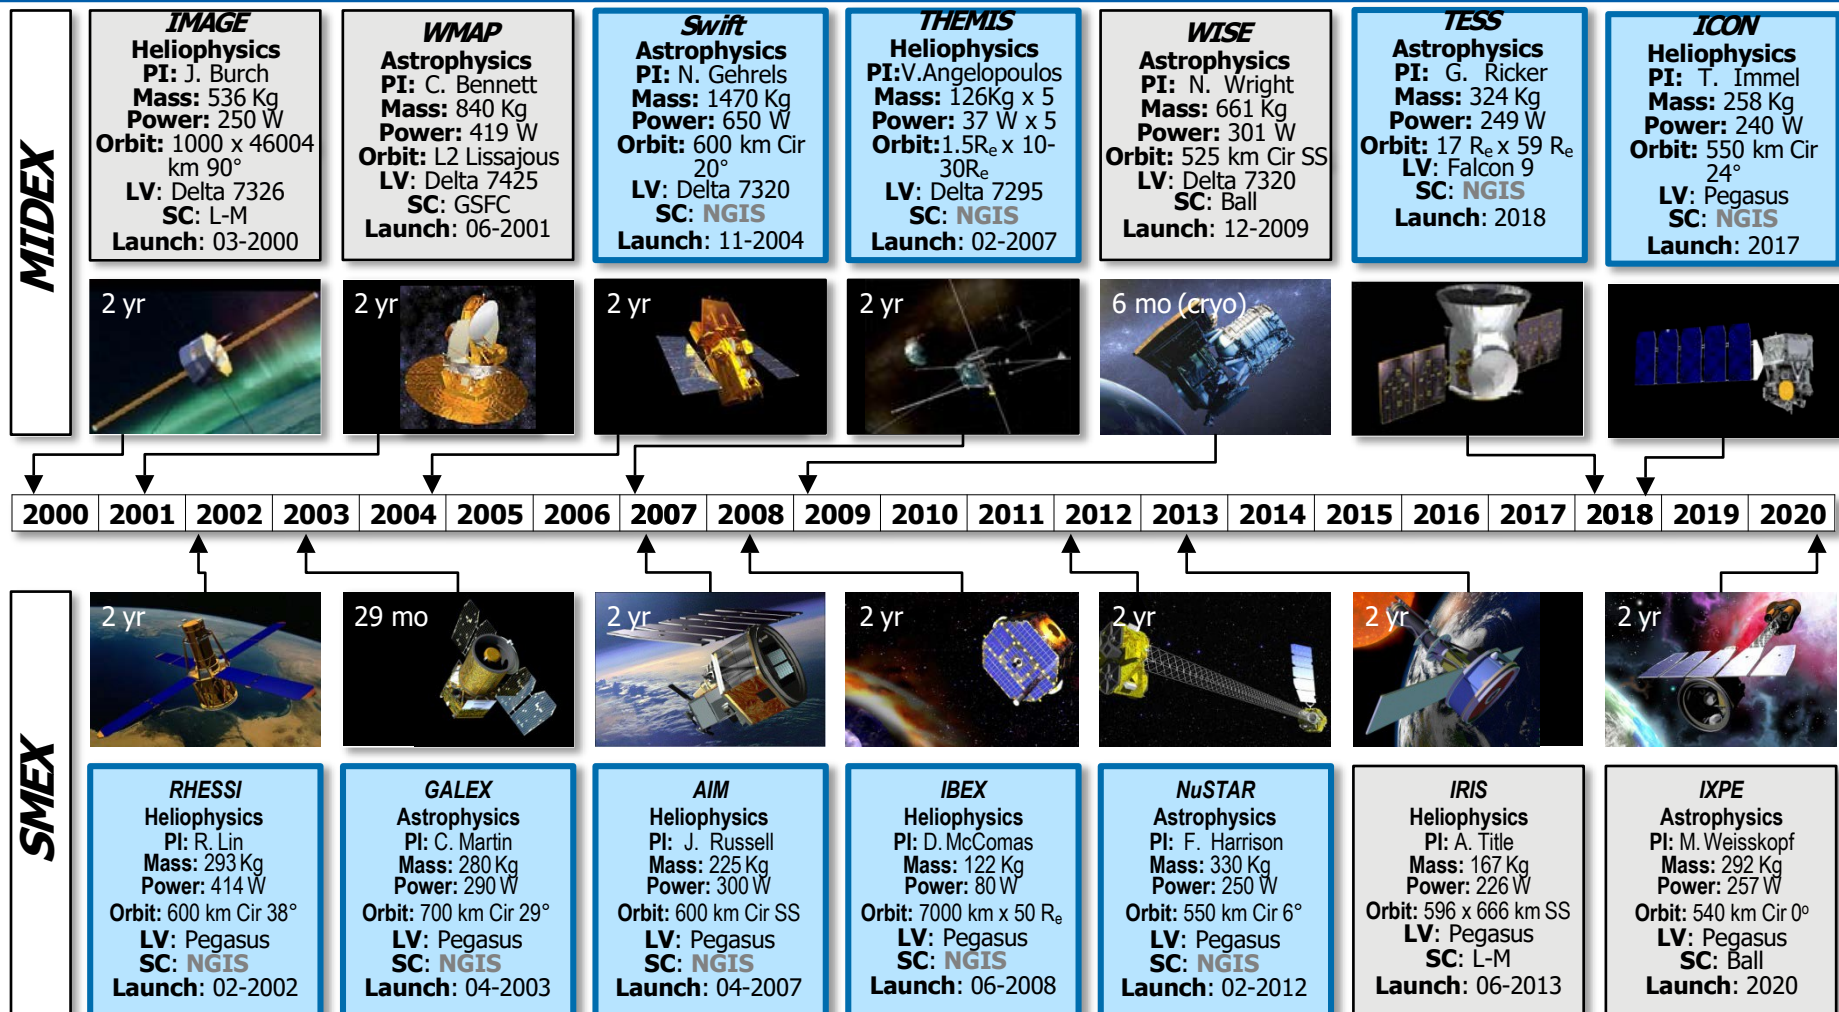 MIDEX
IMAGE
Heliophysics
PI: J. Burch
Mass: 536 Kg
Power: 250 W
Orbit: 1000 x 46004
km 90°
LV: Delta 7326
SC: L-M
Launch: 03-2000
WMAP
Astrophysics
PI: C. Bennett
Mass: 840 Kg
Power: 419 W
Orbit: L2 Lissajous
LV: Delta 7425
SC: GSFC
Launch: 06-2001
Swift
Astrophysics
PI: N. Gehrels
Mass: 1470 Kg
Power: 650 W
Orbit: 600 km Cir
20°
LV: Delta 7320
SC: NGIS
Launch: 11-2004
THEMIS
Heliophysics
PI:V.Angelopoulos
Mass: 126Kg x 5
Power: 37 W x 5
Orbit:1.5Re x 10-
30Re
LV: Delta 7295
SC: NGIS
Launch: 02-2007
WISE
Astrophysics
PI: N. Wright
Mass: 661 Kg
Power: 301 W
Orbit: 525 km Cir SS
LV: Delta 7320
SC: Ball
Launch: 12-2009
TESS
Astrophysics
PI: G. Ricker
Mass: 324 Kg
Power: 249 W
Orbit: 17 Re x 59 Re
LV: Falcon 9
SC: NGIS
Launch: 2018
ICON
Heliophysics
PI: T. Immel
Mass: 258 Kg
Power: 240 W
Orbit: 550 km Cir
24°
LV: Pegasus
SC: NGIS
Launch: 2017
2 yr
2 yr
2 yr
2 yr
6 mo (cryo)
2000 2001 2002 2003 2004 2005 2006 2007 2008 2009 2010 2011 2012 2013 2014 2015 2016 2017 2018 2019 2020
SMEX
2 yr
29 mo
2 yr
2 yr
2 yr
2 yr
2 yr
RHESSI
Heliophysics
PI: R. Lin
Mass: 293 Kg
Power: 414 W
Orbit: 600 km Cir 38°
LV: Pegasus
SC: NGIS
Launch: 02-2002
GALEX
Astrophysics
PI: C. Martin
Mass: 280 Kg
Power: 290 W
Orbit: 700 km Cir 29°
LV: Pegasus
SC: NGIS
Launch: 04-2003
AIM
Heliophysics
PI: J. Russell
Mass: 225 Kg
Power: 300 W
Orbit: 600 km Cir SS
LV: Pegasus
SC: NGIS
Launch: 04-2007
IBEX
Heliophysics
PI: D. McComas
Mass: 122 Kg
Power: 80 W
Orbit: 7000 km x 50 Re
LV: Pegasus
SC: NGIS
Launch: 06-2008
NuSTAR
Astrophysics
PI: F. Harrison
Mass: 330 Kg
Power: 250 W
Orbit: 550 km Cir 6°
LV: Pegasus
SC: NGIS
Launch: 02-2012
IRIS
Heliophysics
PI: A. Title
Mass: 167 Kg
Power: 226 W
Orbit: 596 x 666 km SS
LV: Pegasus
SC: L-M
Launch: 06-2013
IXPE
Astrophysics
PI: M. Weisskopf
Mass: 292 Kg
Power: 257 W
Orbit: 540 km Cir 0º
LV: Pegasus
SC: Ball
Launch: 2020